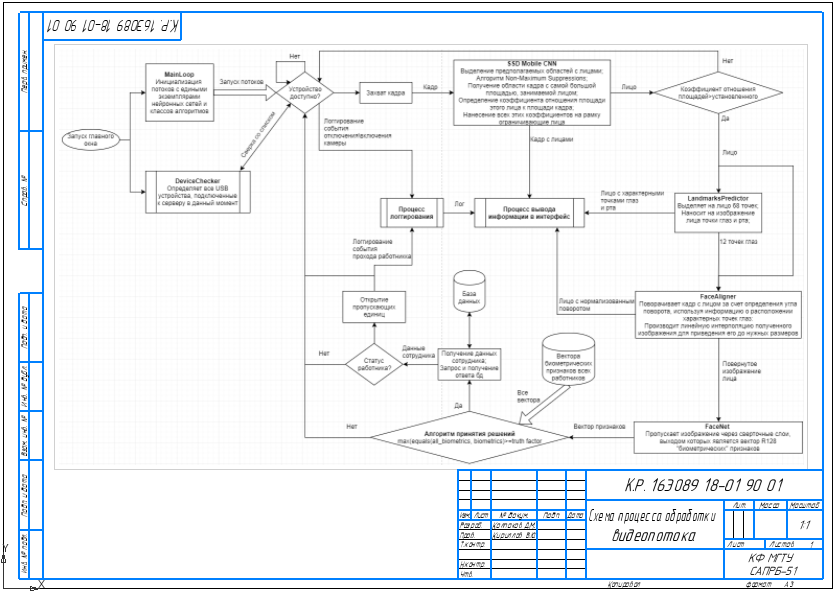 К.Р. 163089 18-01 90 01
Перв. примен.
Справ. №
Подп. и дата
Инв. № дубл.
Взам. инв. №
Подп. и дата
Инв. № подл.
Запуск главного
окна
MainLoop
Инициализация
потоков с едиными
экземплярами
нейронных сетей и
классов алгоритмов
DeviceChecker
Определяет все USB
устройства, подключенные
к серверу в данный момент
Запуск потоков
Сверка со списком
Нет
Устройство
доступно?
Захват кадра
Кадр
SSD Mobile CNN
Выделение предполагаемых областей с лицами;
Алгоритм Non-Maximum Suppressions;
Получение области кадра с самой большой
площадью, занимаемой лицом;
Определение коэффициента отношения площади
этого лица к площади кадра;
Нанесение всех этих коэффициентов на рамку
ограничивающие лица
Лицо
Нет
Коэффициент отношения
площадей>установленного
Да
Лицо
Логгирование
события
отключения/включения
камеры
Кадр с лицами
Процесс
логгирования
Лог
Процесс вывода
информации в интерфейс
Лицо с характерными
точками глаз
и рта
LandmarksPredictor
Выделяет на лице 68 точек;
Наносит на изображение
лица точки глаз и рта;
12 точек глаз
Логгирование
события
прохода работника
FaceAligner
Поворачивает кадр с лицом за счет определения угла
поворота, используя информацию о расположении
характерных точек глаз;
Производит линейную интерполяцию полученного
изображения для приведения его до нужных размеров
Лицо с нормализованным
поворотом
Открытие
пропускающих
единиц
База
данных
Нет
Статус
работника?
Данные
сотрудника
Получение данных
сотрудника;
Запрос и получение
ответа бд
Вектора
биометрических
признаков всех
работников
Повернутое
изображение
лица
Все
вектора
Да
Нет
Алгоритм принятия решений
max(equals(all_biometrics, biometrics)>=truth factor
Вектор признаков
FaceNet
Пропускает изображение через сверточные слои,
выходом которых является вектор R128
"биометрических" признаков
К.Р. 163089 18-01 90 01
Схема процесса обработки
видеопотока
Лит. Масса Масштаб
1:1
Изм. Лист № докум. Подп. Дата
Разраб. Колпаков Д.М.
Пров. Кириллов В.Ю.
Т.контр.
Лист Листов 1
Н.контр.
Утв.
КФ МГТУ
САПРБ-51
Копировал Формат А3
Y
X